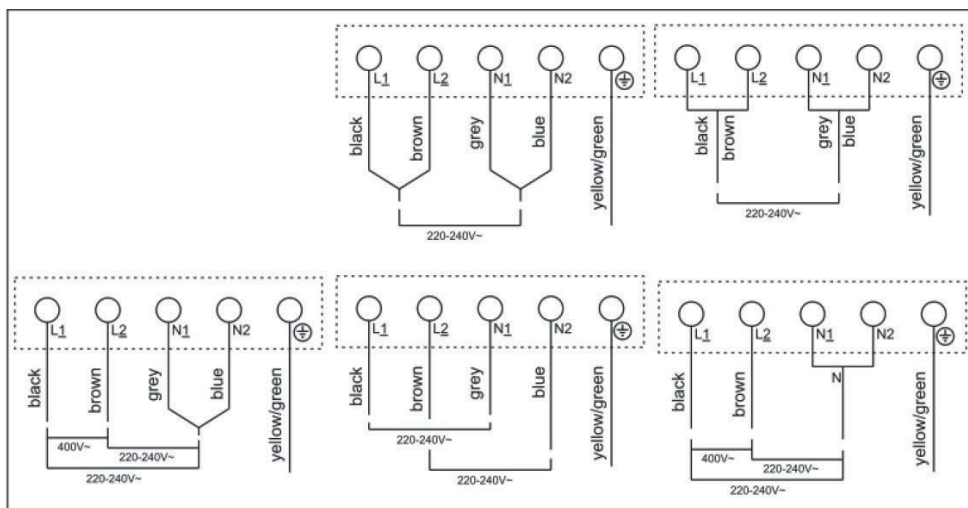 L1 L2 N1 N2
black brown grey blue yellow/green
220-240V~
L1 L2 N1 N2
black brown grey blue yellow/green
220-240V~
L1 L2 N1 N2
black brown grey blue yellow/green
400V~
220-240V~
220-240V~
L1 L2 N1 N2
black brown grey blue yellow/green
220-240V~
220-240V~
L1 L2 N1 N2
N
black brown yellow/green
400V~
220-240V~
220-240V~